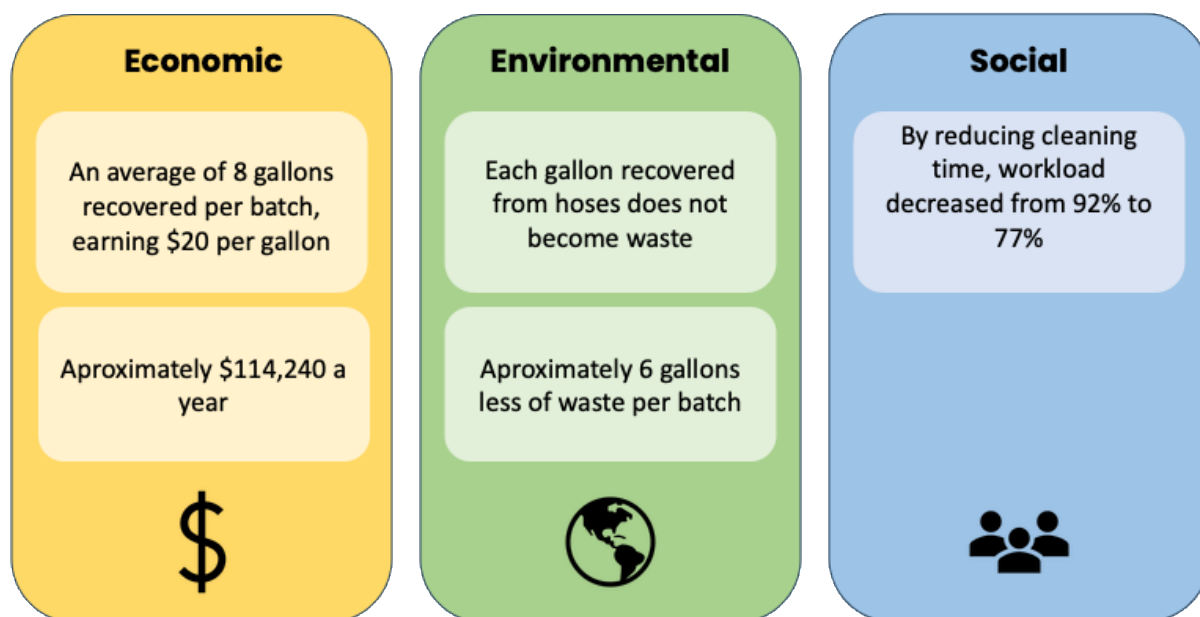 Economic
An average of 8 gallons
recovered per batch,
earning $20 per gallon
Aproximately $114,240 a
year
Environmental
Each gallon recovered
from hoses does not
become waste
Aproximately 6 gallons
less of waste per batch
Social
By reducing cleaning
time, workload
decreased from 92% to
77%
$